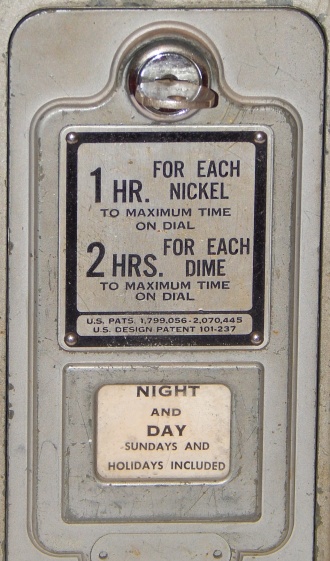 1 HR. FOR EACH NICKEL
TO MAXIMUM TIME
ON DIAL
2 HRS. FOR EACH DIME
TO MAXIMUM TIME
ON DIAL
U.S. PATS. 1,799,056-2,070,445
U.S. DESIGN PATENT 101-237
NIGHT
AND
DAY
SUNDAYS AND
HOLIDAYS INCLUDED